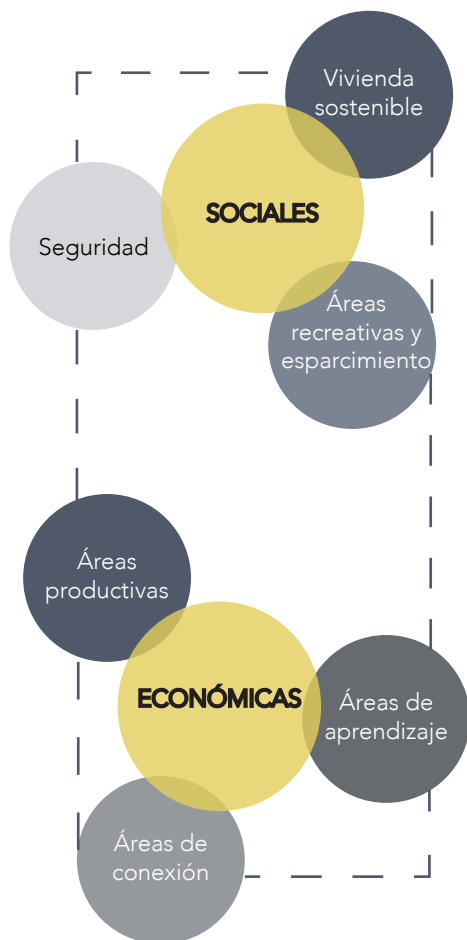 Vivienda
sostenible
SOCIALES
Seguridad
Áreas
recreativas y
esparcimiento
Áreas
productivas
ECONÓMICAS
Áreas de
aprendizaje
Áreas de
conexión